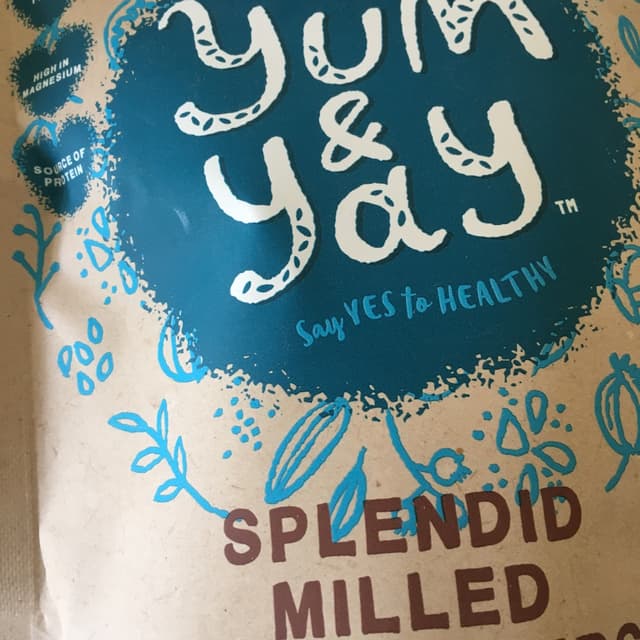 HIGH IN
MAGNESIUM
SOURCE OF
PROTEIN
YUM
&
Yay
TM
Say YES to HEALTHY
SPLENDID
MILLED